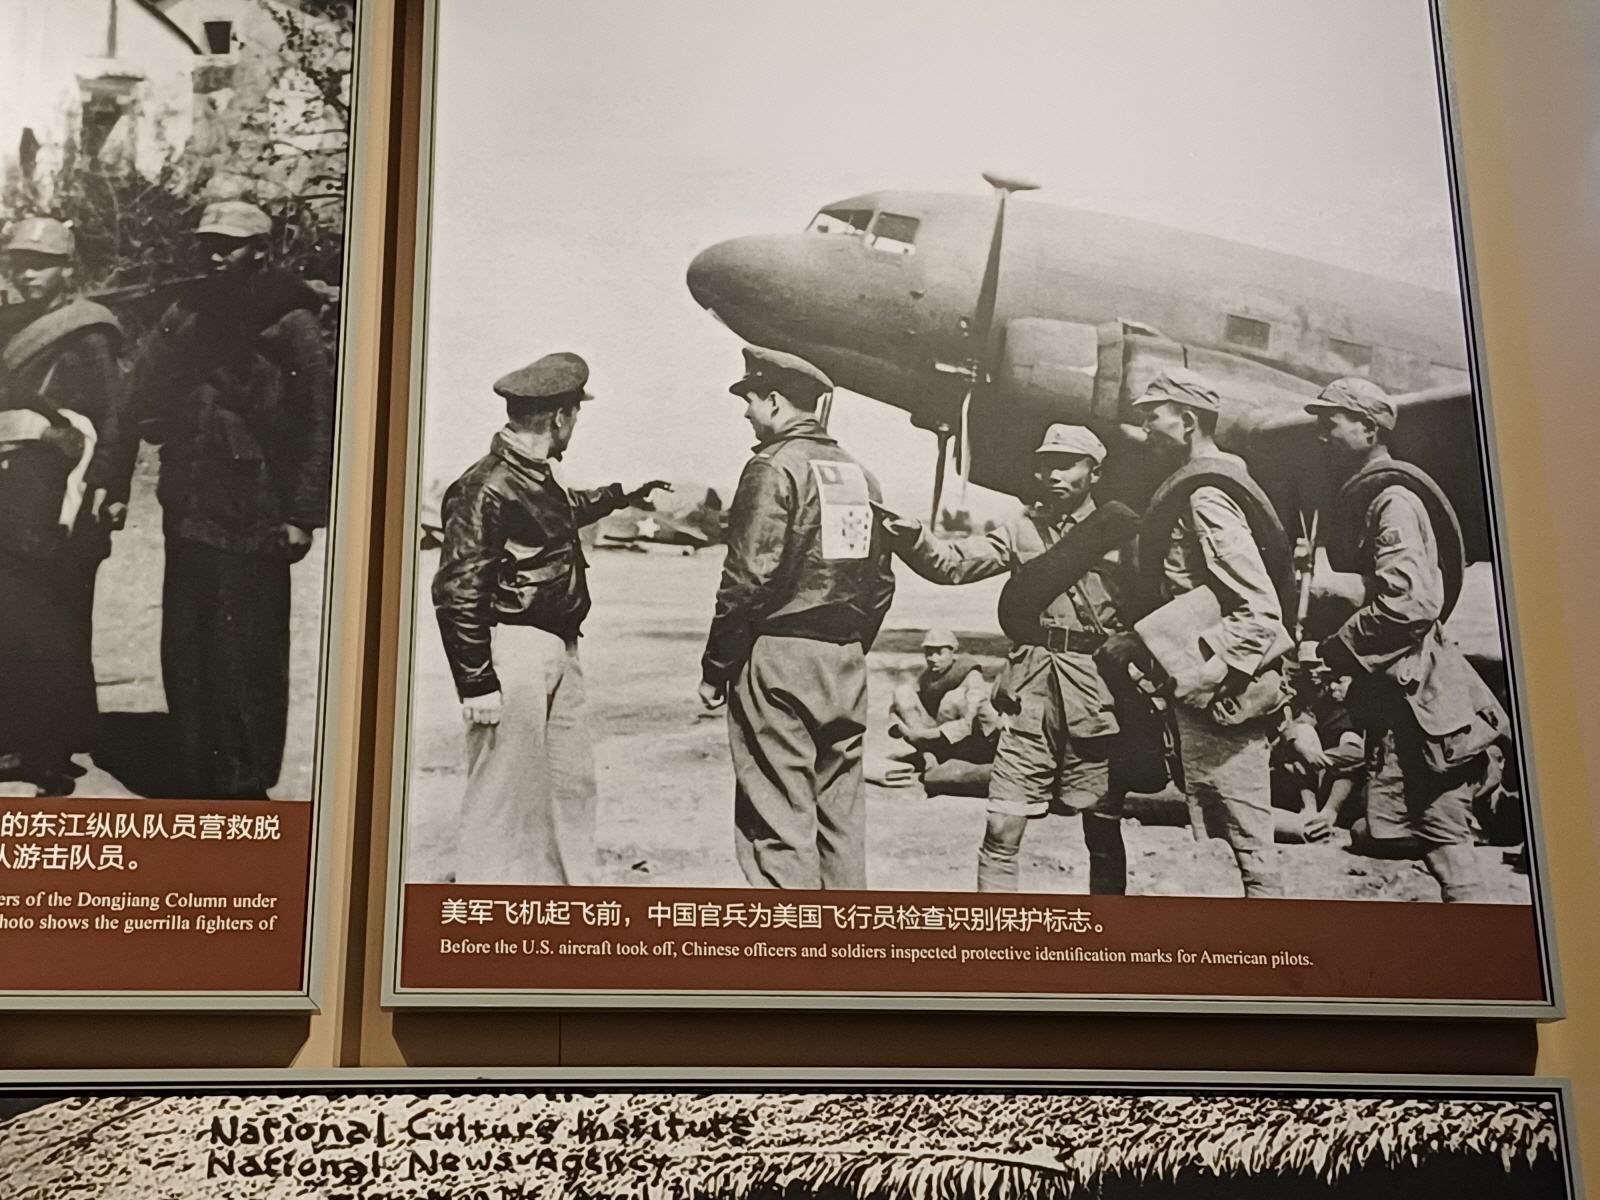 的东江纵队队员营救脱
队游击队员。
ers of the Dongjiang Column under
hoto shows the guerrilla fighters of
美军飞机起飞前，中国官兵为美国飞行员检查识别保护标志。
Before the U.S. aircraft took off, Chinese officers and soldiers inspected protective identification marks for American pilots.
National Culture Institute
National News Agency